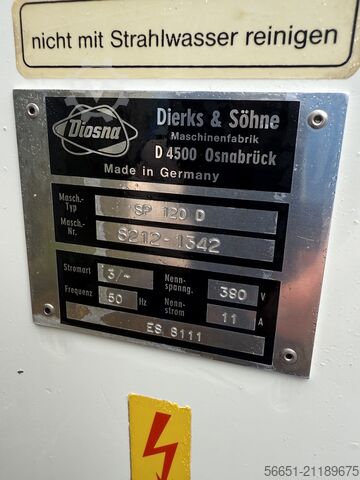 nicht mit Strahlwasser reinigen
Diosna
Dierks & Söhne
Maschinenfabrik
D 4500 Osnabrück
Made in Germany
Masch.-Typ SP 120 D
Masch.-Nr. 8212-1342
Stromart 3/~ Nenn-spanng. 380 V
Frequenz 50 Hz Nenn-strom 11 A
ES 8111
56651-21189675